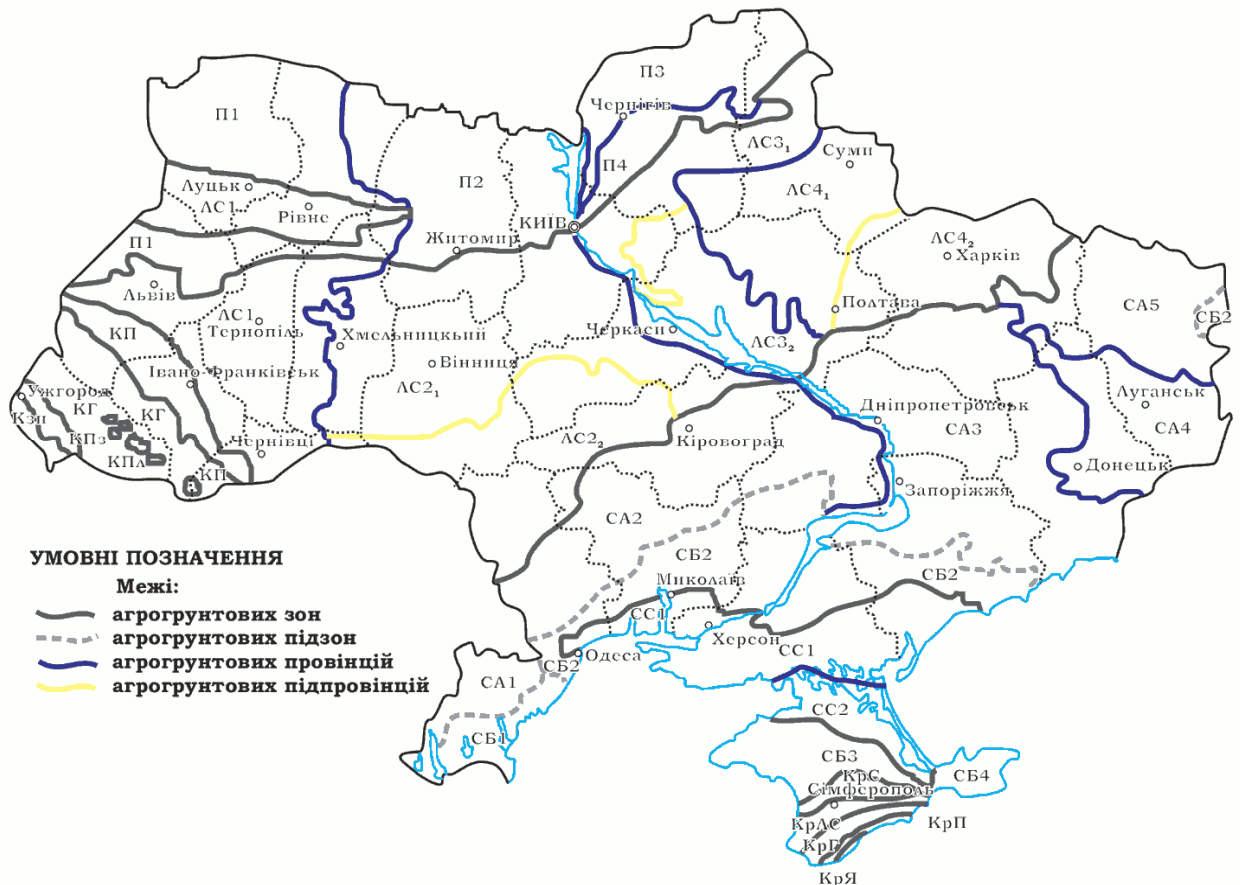 П3
Чернігів
П1
ЛС3₁
Суми
П4
Луцьк
П2
ЛС4₁
ЛС1
Рівне
КИЇВ
П1
Житомир
ЛС4₂
Харків
Львів
Полтава
СА5
ЛС1
СБ2
КП
Тернопіль
Хмельницький
Черкаси
ЛС3₂
Вінниця
Івано-Франківськ
Ужгород
ЛС2₁
Луганськ
КГ
КГ
Кзн
Дніпропетровськ
КПз
Чернівці
ЛС2₂
Кіровоград
СА3
СА4
КПл
КП
Донецьк
Запоріжжя
СА2
СБ2
УМОВНІ ПОЗНАЧЕННЯ
Межі:
агрогрунтових зон
агрогрунтових підзон
агрогрунтових провінцій
агрогрунтових підпровінцій
Миколаїв
СБ2
СС1
Херсон
Одеса
СС1
СБ2
СА1
СС2
СБ1
СБ3
СБ4
КрС
Сімферополь
КрЛС
КрП
КрГ
КрЯ